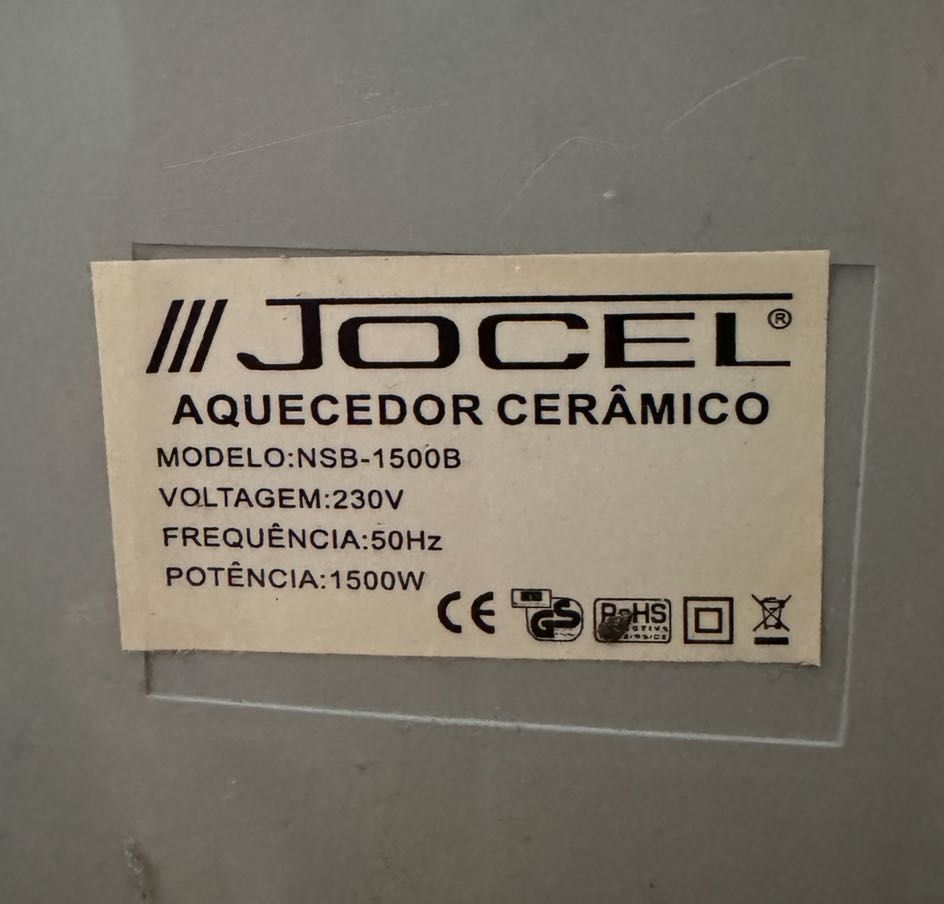 JOCEL®
AQUECEDOR CERÂMICO
MODELO:NSB-1500B
VOLTAGEM:230V
FREQUÊNCIA:50Hz
POTÊNCIA:1500W
CE GS RoHS